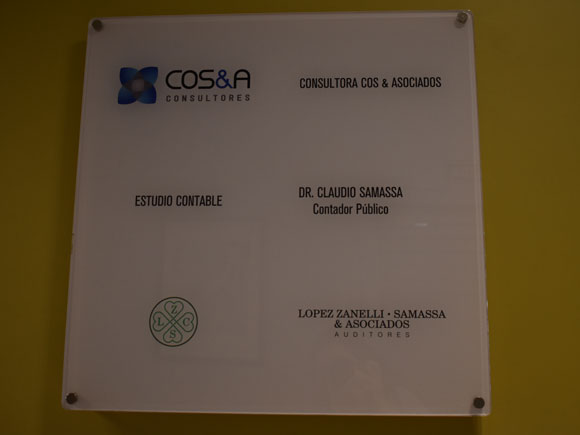 COS&A
CONSULTORES
CONSULTORA COS & ASOCIADOS
ESTUDIO CONTABLE
DR. CLAUDIO SAMASSA
Contador Público
Z
L C
S
LOPEZ ZANELLI • SAMASSA
& ASOCIADOS
AUDITORES